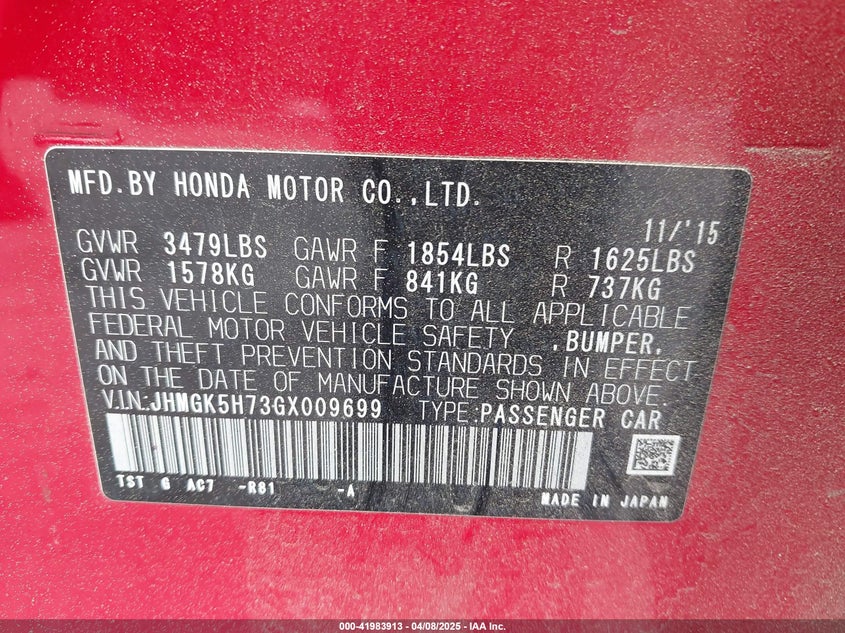 MFD.BY HONDA MOTOR CO.,LTD.
11/'15
GVWR 3479LBS GAWR F 1854LBS R 1625LBS
GVWR 1578KG GAWR F 841KG R 737KG
THIS VEHICLE CONFORMS TO ALL APPLICABLE
FEDERAL MOTOR VEHICLE SAFETY ,BUMPER,
AND THEFT PREVENTION STANDARDS IN EFFECT
ON THE DATE OF MANUFACTURE SHOWN ABOVE.
V.I.N:JHMGK5H73GX009699 TYPE:PASSENGER CAR
TST G AC7 -R81 -A
MADE IN JAPAN
000-41983913 - 04/08/2025 - IAA Inc.